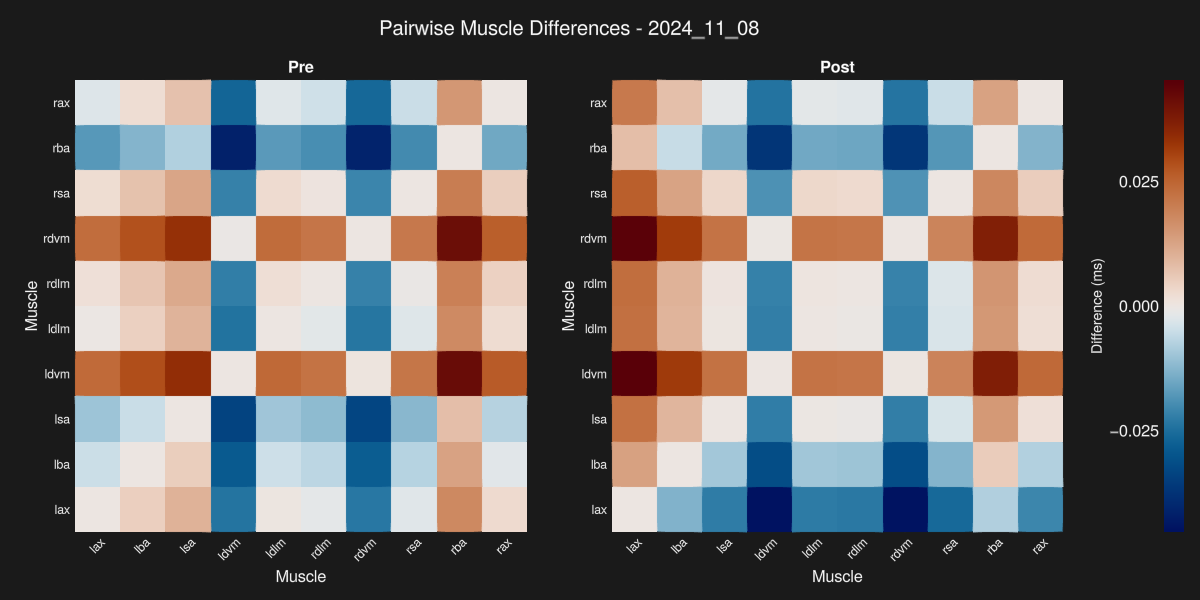 Pairwise Muscle Differences - 2024_11_08
Pre
Post
rax
rba
rsa
rdvm
rdlm
ldlm
ldvm
lsa
lba
lax
Muscle
lax
lba
lsa
ldvm
ldlm
rdlm
rdvm
rsa
rba
rax
Muscle
rax
rba
rsa
rdvm
rdlm
ldlm
ldvm
lsa
lba
lax
Muscle
lax
lba
lsa
ldvm
ldlm
rdlm
rdvm
rsa
rba
rax
Muscle
0.025
0.000
−0.025
Difference (ms)